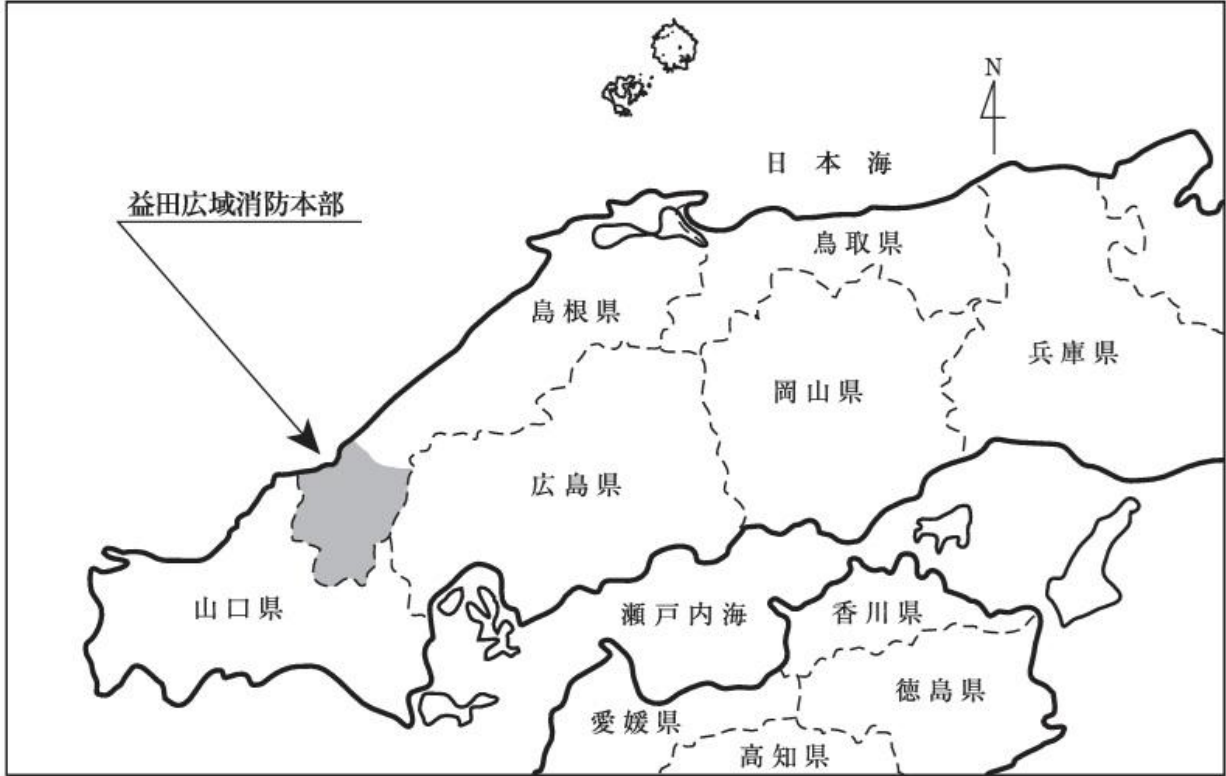 N
日本海
益田広域消防本部
鳥取県
島根県
兵庫県
岡山県
広島県
山口県
瀬戸内海
香川県
徳島県
愛媛県
高知県